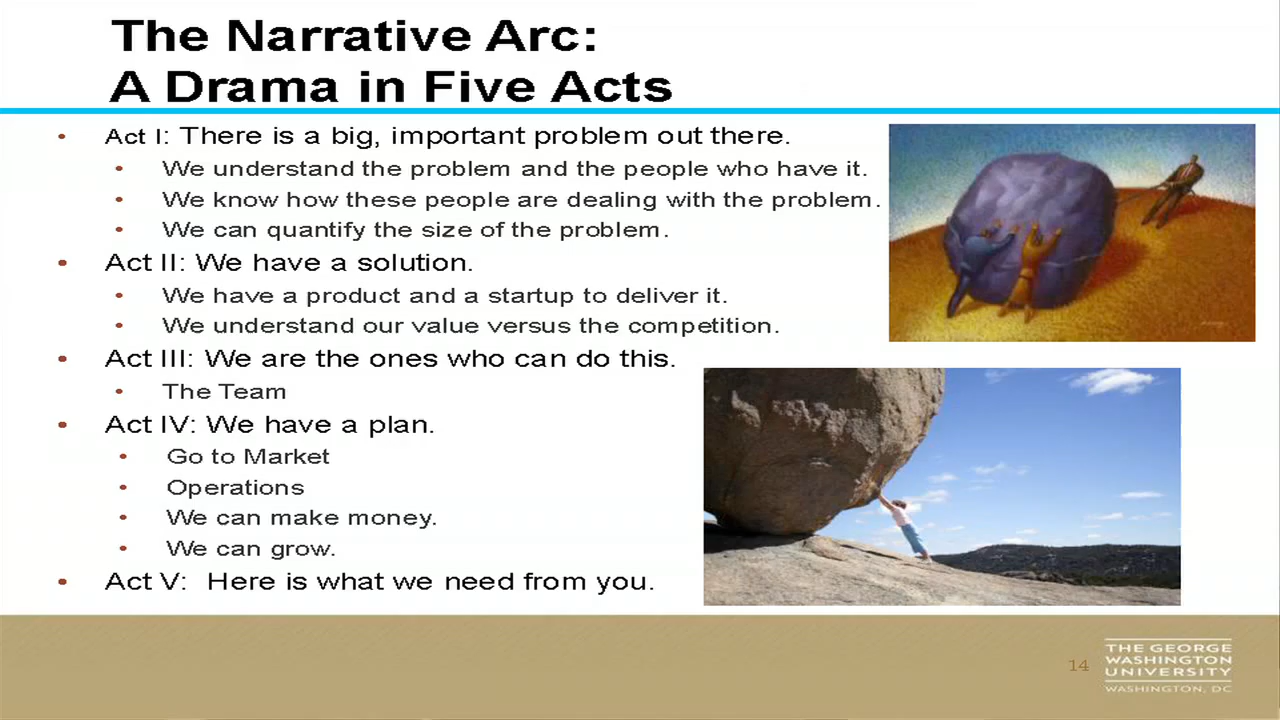 The Narrative Arc:
A Drama in Five Acts
• Act I: There is a big, important problem out there.
• We understand the problem and the people who have it.
• We know how these people are dealing with the problem.
• We can quantify the size of the problem.
• Act II: We have a solution.
• We have a product and a startup to deliver it.
• We understand our value versus the competition.
• Act III: We are the ones who can do this.
• The Team
• Act IV: We have a plan.
• Go to Market
• Operations
• We can make money.
• We can grow.
• Act V: Here is what we need from you.
14
THE GEORGE
WASHINGTON
UNIVERSITY
WASHINGTON, DC